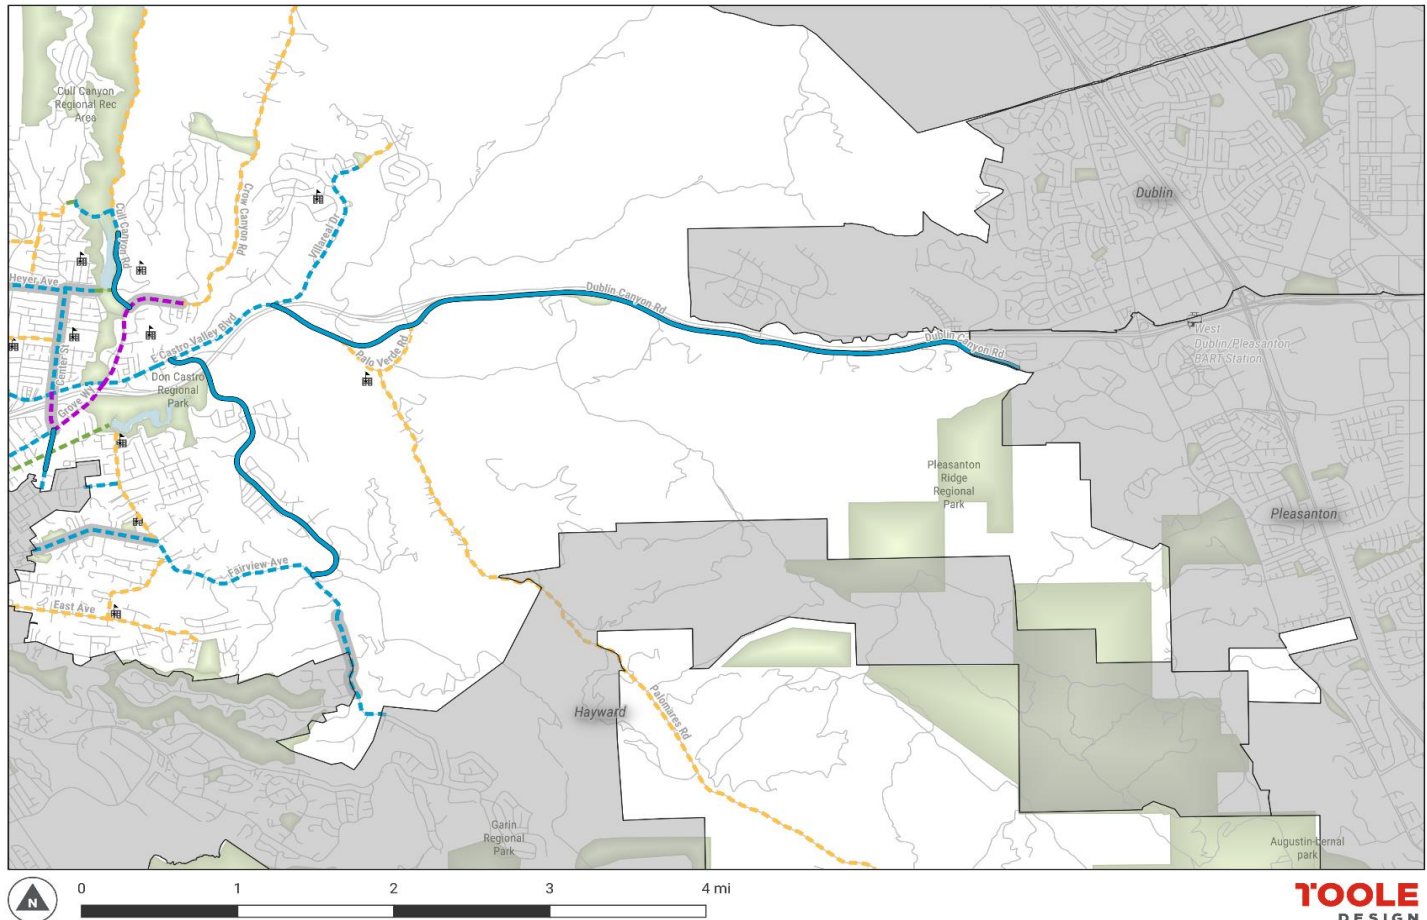 Cull Canyon
Regional Rec
Area
Dublin
Crow Canyon Rd
Cull Canyon Rd
Villareal Dr
Heyer Ave
Dublin Canyon Rd
E Castro Valley Blvd
Dublin Canyon Rd
West
Dublin/Pleasanton
BART Station
Center St
Palo Verde Rd
Don Castro
Regional
Park
Grove Wy
Pleasanton
Ridge
Regional
Park
Pleasanton
Fairview Ave
East Ave
Hayward
Palomares Rd
Garin
Regional
Park
Augustin-bernal
park
N
0 1 2 3 4 mi
TOOLE
DESIGN